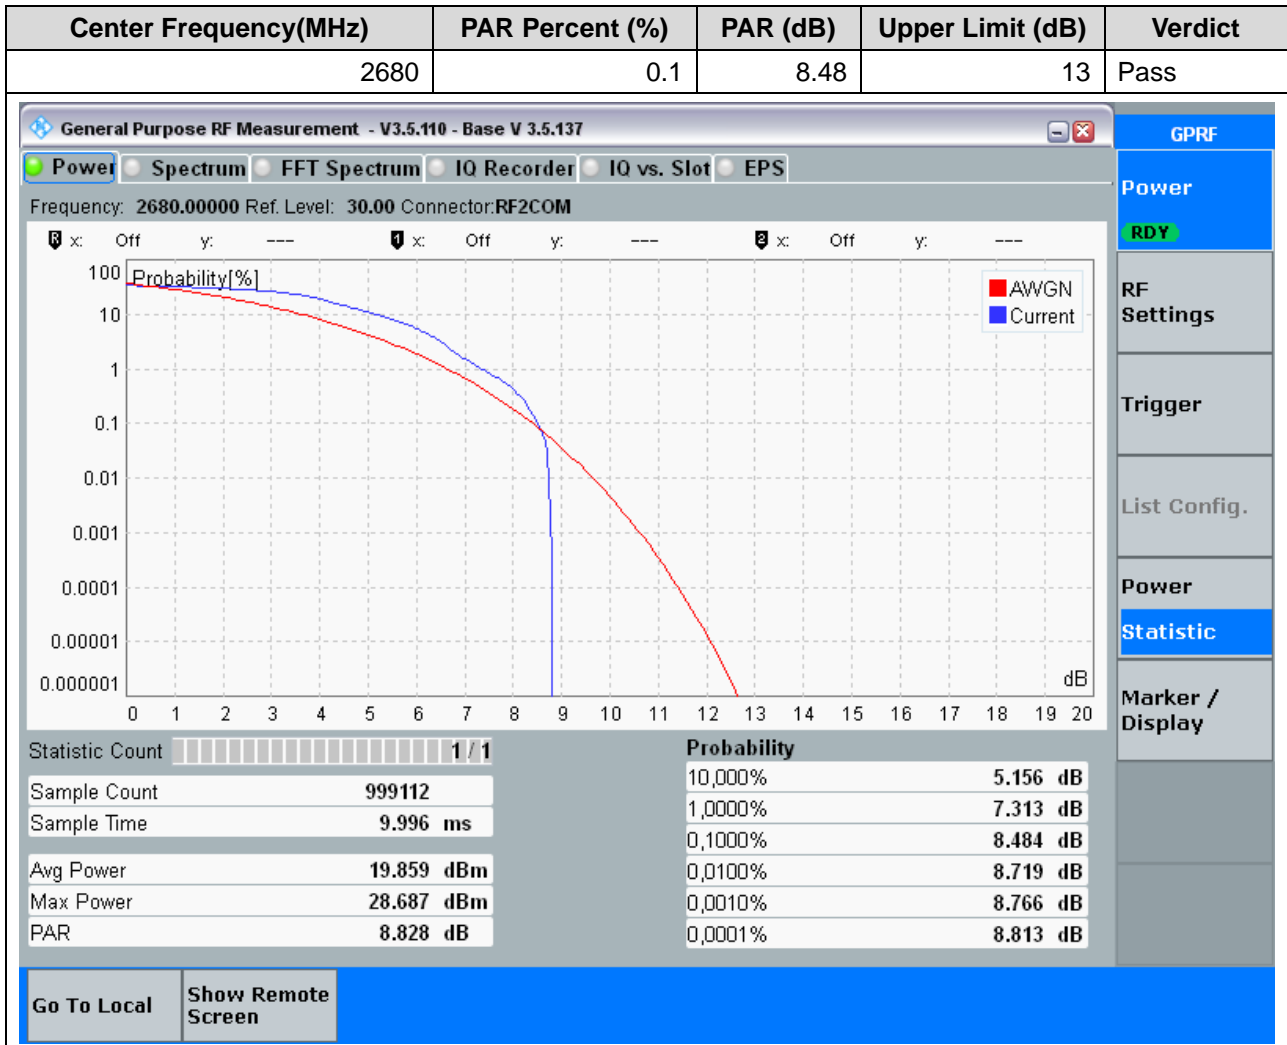 Center Frequency(MHz) PAR Percent (%) PAR (dB) Upper Limit (dB) Verdict
2680 0.1 8.48 13 Pass
General Purpose RF Measurement - V3.5.110 - Base V 3.5.137
GPRF
Power Spectrum FFT Spectrum IQ Recorder IQ vs. Slot EPS
Frequency: 2680.00000 Ref. Level: 30.00 Connector:RF2COM
R x: Off y: --- 1 x: Off y: --- 2 x: Off y: ---
Probability[%]
100
10
1
0.1
0.01
0.001
0.0001
0.00001
0.000001
AWGN
Current
dB
0 1 2 3 4 5 6 7 8 9 10 11 12 13 14 15 16 17 18 19 20
Statistic Count 1 / 1
Sample Count 999112
Sample Time 9.996 ms
Avg Power 19.859 dBm
Max Power 28.687 dBm
PAR 8.828 dB
Probability
10,000% 5.156 dB
1,0000% 7.313 dB
0,1000% 8.484 dB
0,0100% 8.719 dB
0,0010% 8.766 dB
0,0001% 8.813 dB
Power
RDY
RF
Settings
Trigger
List Config.
Power
Statistic
Marker /
Display
Go To Local
Show Remote
Screen